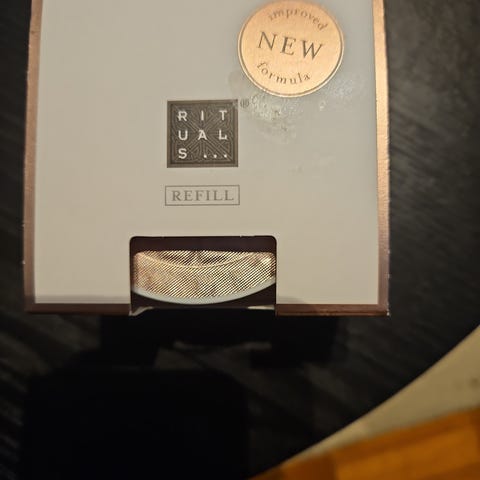 improved
NEW
formula
RIT
UAL
S...
®
REFILL